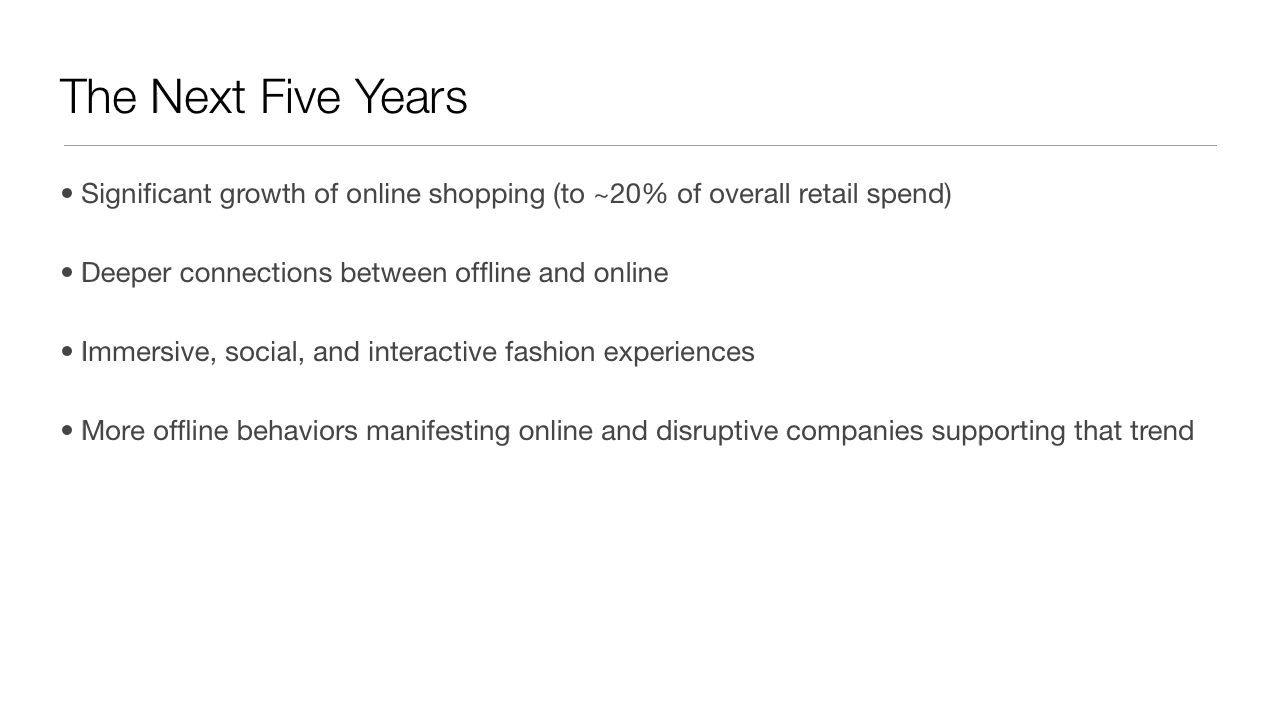 The Next Five Years
• Significant growth of online shopping (to ~20% of overall retail spend)
• Deeper connections between offline and online
• Immersive, social, and interactive fashion experiences
• More offline behaviors manifesting online and disruptive companies supporting that trend